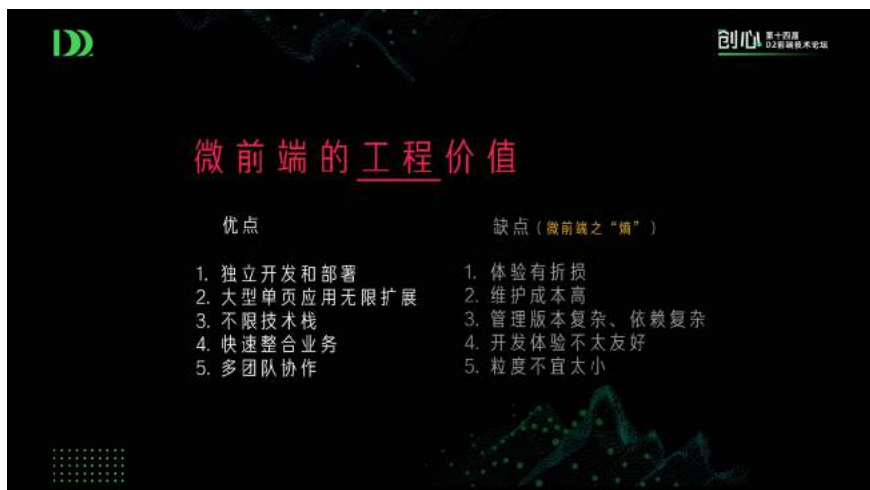 D2
创心 第十四届
D2前端技术论坛
微前端的工程价值
优点
1. 独立开发和部署
2. 大型单页应用无限扩展
3. 不限技术栈
4. 快速整合业务
5. 多团队协作
缺点(微前端之“熵”)
1. 体验有折损
2. 维护成本高
3. 管理版本复杂、依赖复杂
4. 开发体验不太友好
5. 粒度不宜太小